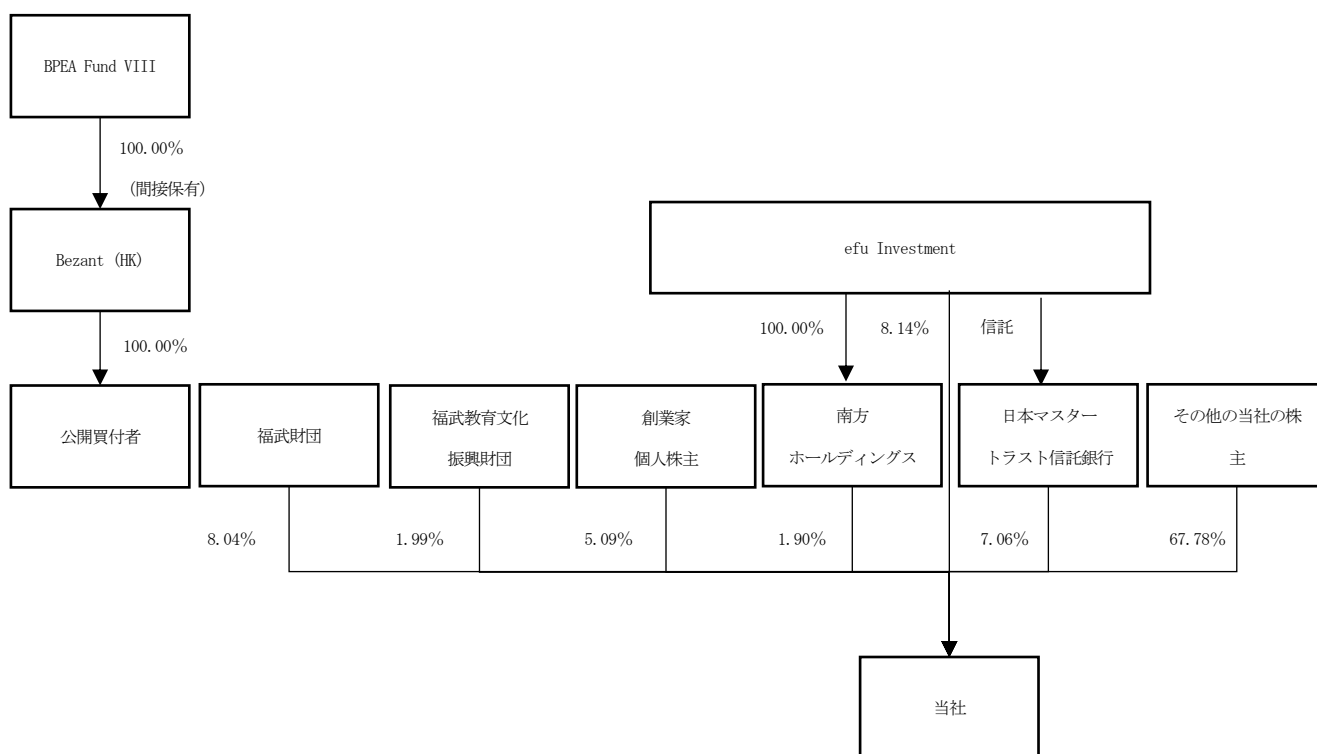 BPEA Fund VIII
100.00%
(間接保有)
Bezant (HK)
efu Investment
100.00%
8.14%
信託
100.00%
公開買付者
福武財団
福武教育文化
振興財団
創業家
個人株主
南方
ホールディングス
日本マスター
トラスト信託銀行
その他の当社の株
主
8.04%
1.99%
5.09%
1.90%
7.06%
67.78%
当社